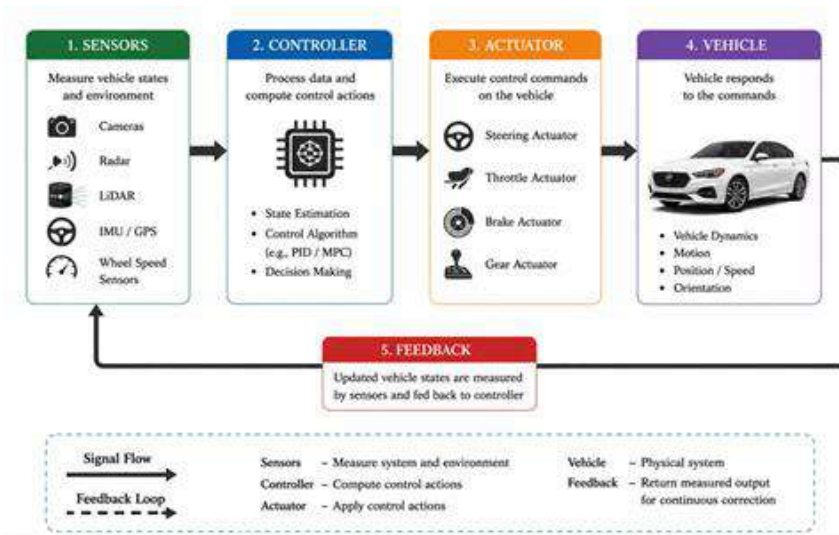 1. SENSORS
Measure vehicle states
and environment
Cameras
Radar
LiDAR
IMU / GPS
Wheel Speed
Sensors
2. CONTROLLER
Process data and
compute control actions
• State Estimation
• Control Algorithm
(e.g., PID / MPC)
• Decision Making
3. ACTUATOR
Execute control commands
on the vehicle
Steering Actuator
Throttle Actuator
Brake Actuator
Gear Actuator
4. VEHICLE
Vehicle responds
to the commands
• Vehicle Dynamics
• Motion
• Position / Speed
• Orientation
5. FEEDBACK
Updated vehicle states are measured
by sensors and fed back to controller
Signal Flow
Feedback Loop
Sensors – Measure system and environment
Controller – Compute control actions
Actuator – Apply control actions
Vehicle – Physical system
Feedback – Return measured output
for continuous correction